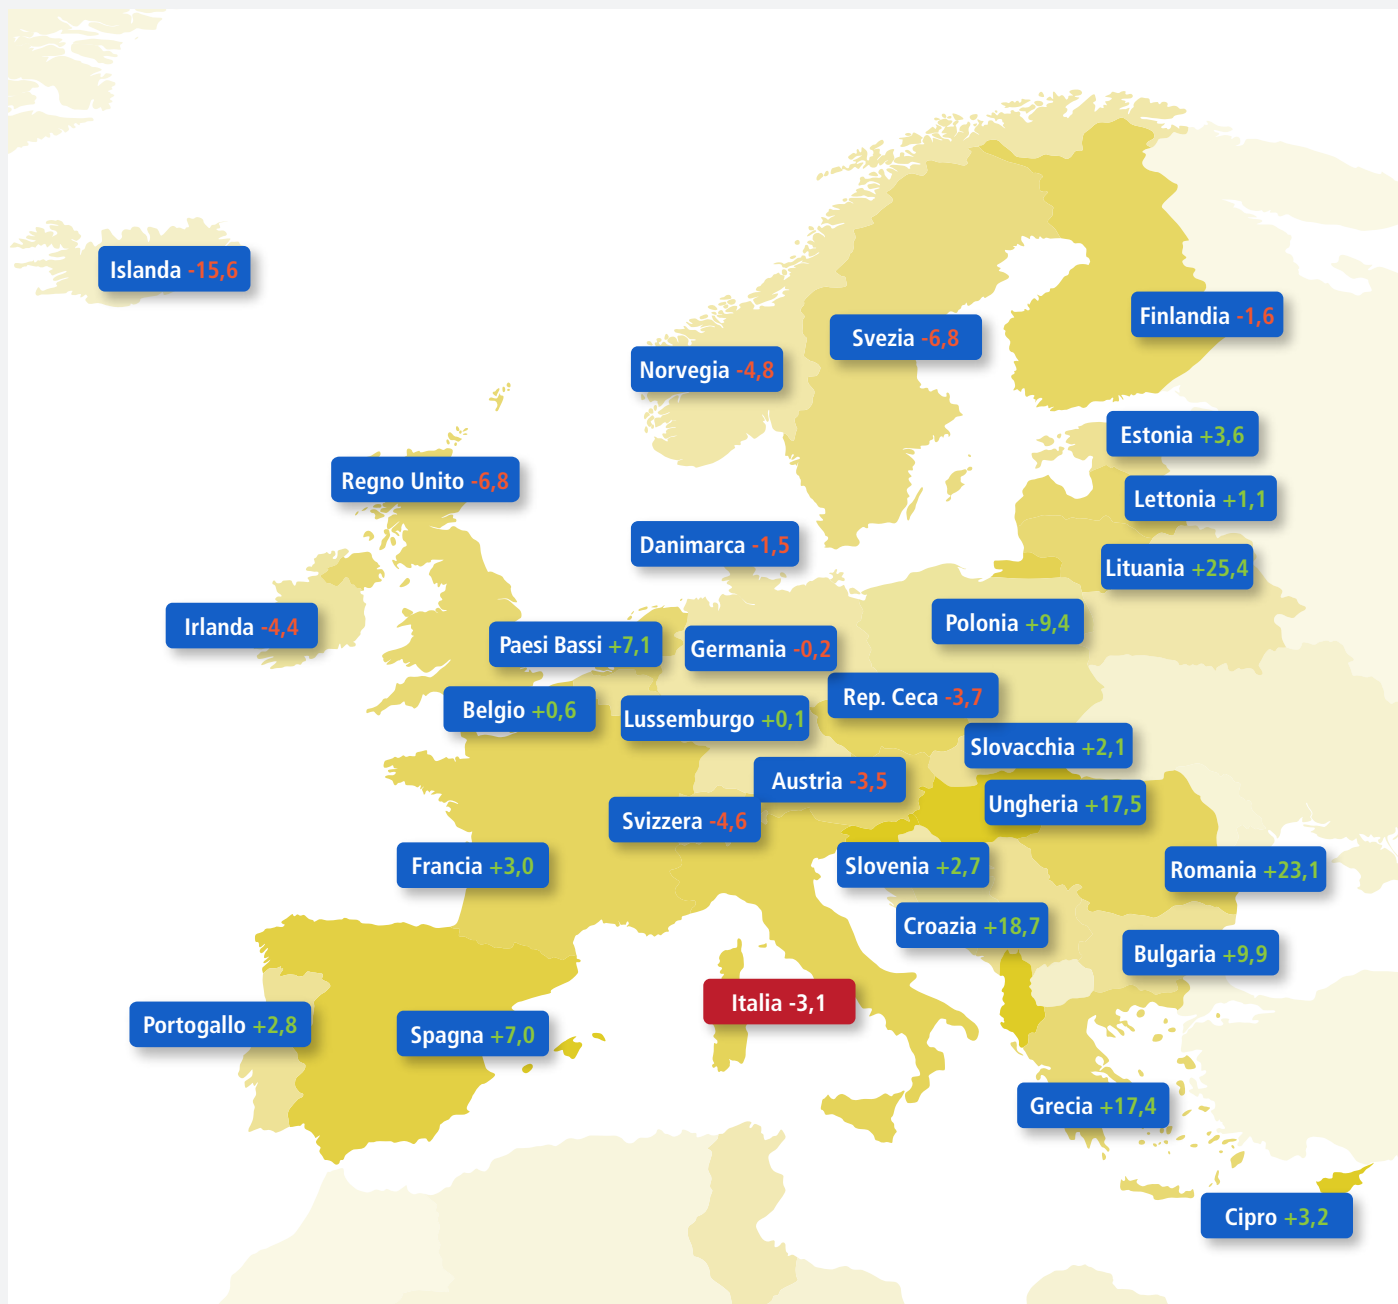 Islanda -15,6
Finlandia -1,6
Svezia -6,8
Norvegia -4,8
Estonia +3,6
Regno Unito -6,8
Lettonia +1,1
Danimarca -1,5
Lituania +25,4
Irlanda -4,4
Polonia +9,4
Paesi Bassi +7,1
Germania -0,2
Rep. Ceca -3,7
Belgio +0,6
Lussemburgo +0,1
Slovacchia +2,1
Austria -3,5
Ungheria +17,5
Svizzera -4,6
Francia +3,0
Slovenia +2,7
Romania +23,1
Croazia +18,7
Bulgaria +9,9
Italia -3,1
Portogallo +2,8
Spagna +7,0
Grecia +17,4
Cipro +3,2